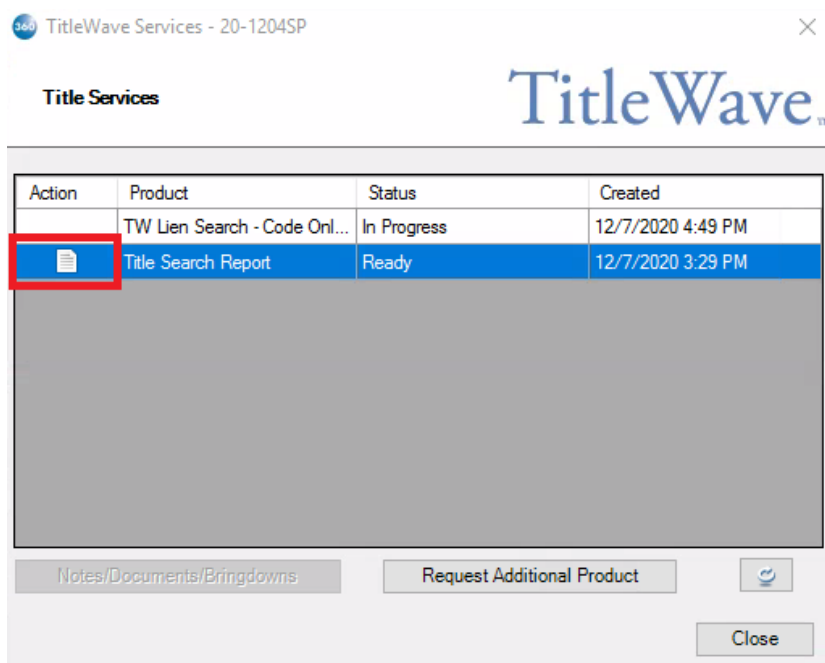 360 TitleWave Services - 20-1204SP
Title Services
TitleWave
Action Product Status Created
TW Lien Search - Code Onl... In Progress 12/7/2020 4:49 PM
Title Search Report Ready 12/7/2020 3:29 PM
Notes/Documents/Bringdowns Request Additional Product
Close